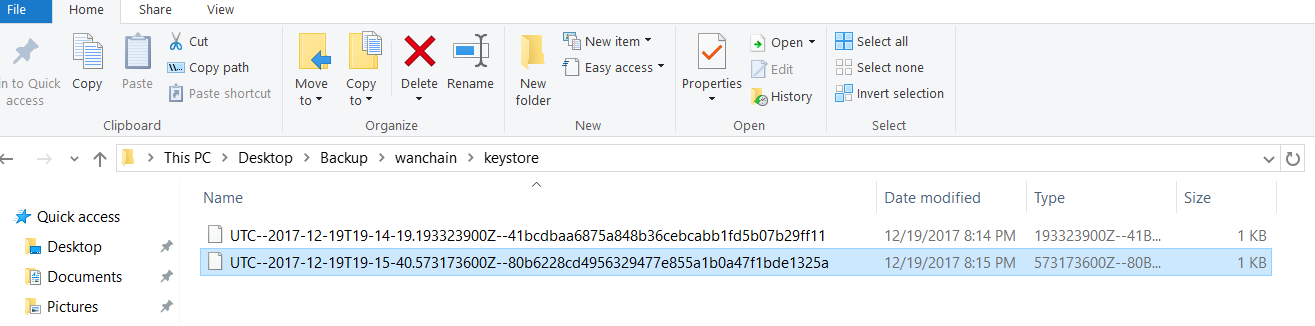 File Home Share View
Cut
Copy path
Paste shortcut
in to Quick access
Copy
Paste
Clipboard
Move to
Copy to
Delete
Rename
Organize
New folder
New item
Easy access
New
Properties
Open
Edit
History
Open
Select all
Select none
Invert selection
Select
This PC Desktop Backup wanchain keystore
Name Date modified Type Size
Quick access
Desktop
Documents
Pictures
UTC--2017-12-19T19-14-19.193323900Z--41bcdbaa6875a848b36cebcabb1fd5b07b29ff11 12/19/2017 8:14 PM 193323900Z--41B... 1 KB
UTC--2017-12-19T19-15-40.573173600Z--80b6228cd4956329477e855a1b0a47f1bde1325a 12/19/2017 8:15 PM 573173600Z--80B... 1 KB